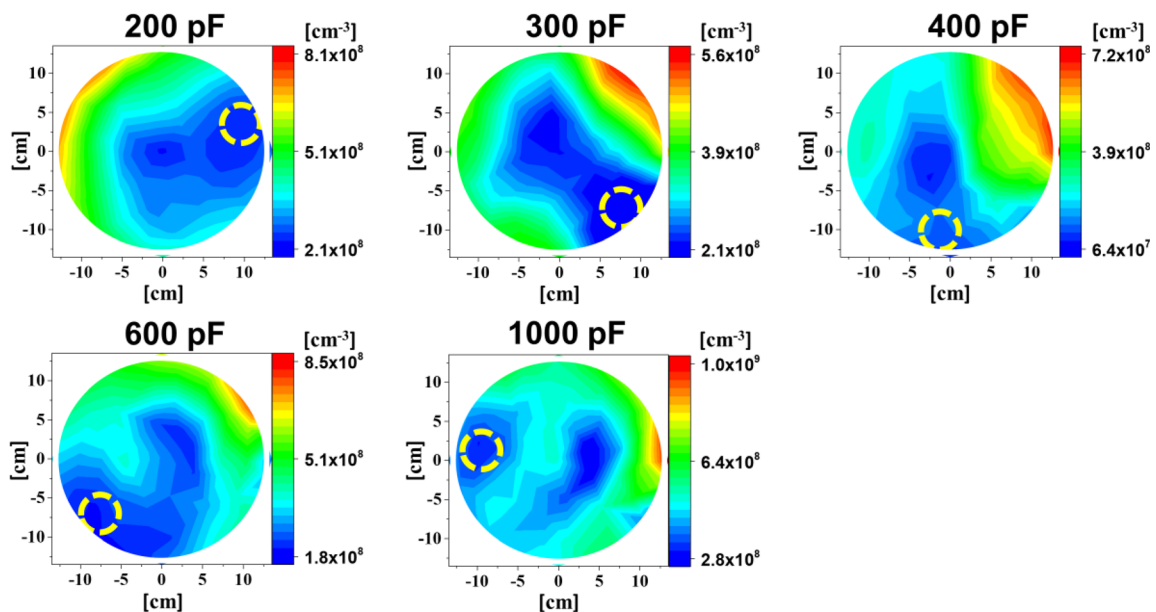 200 pF
[cm-3]
300 pF
[cm-3]
400 pF
[cm-3]
10
5
0
-5
-10
[cm]
-10
-5
0
5
10
[cm]
8.1x10⁸
5.1x10⁸
2.1x10⁸
10
5
0
-5
-10
[cm]
-10
-5
0
5
10
[cm]
5.6x10⁸
3.9x10⁸
2.1x10⁸
10
5
0
-5
-10
[cm]
-10
-5
0
5
10
[cm]
7.2x10⁸
3.9x10⁸
6.4x10⁷
600 pF
[cm-3]
1000 pF
[cm-3]
10
5
0
-5
-10
[cm]
-10
-5
0
5
10
[cm]
8.5x10⁸
5.1x10⁸
1.8x10⁸
10
5
0
-5
-10
[cm]
-10
-5
0
5
10
[cm]
1.0x10⁹
6.4x10⁸
2.8x10⁸